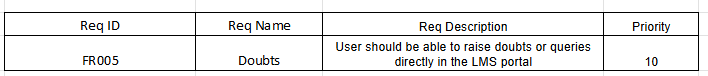 Req ID Req Name Req Description Priority
User should be able to raise doubts or queries
FR005 Doubts directly in the LMS portal 10